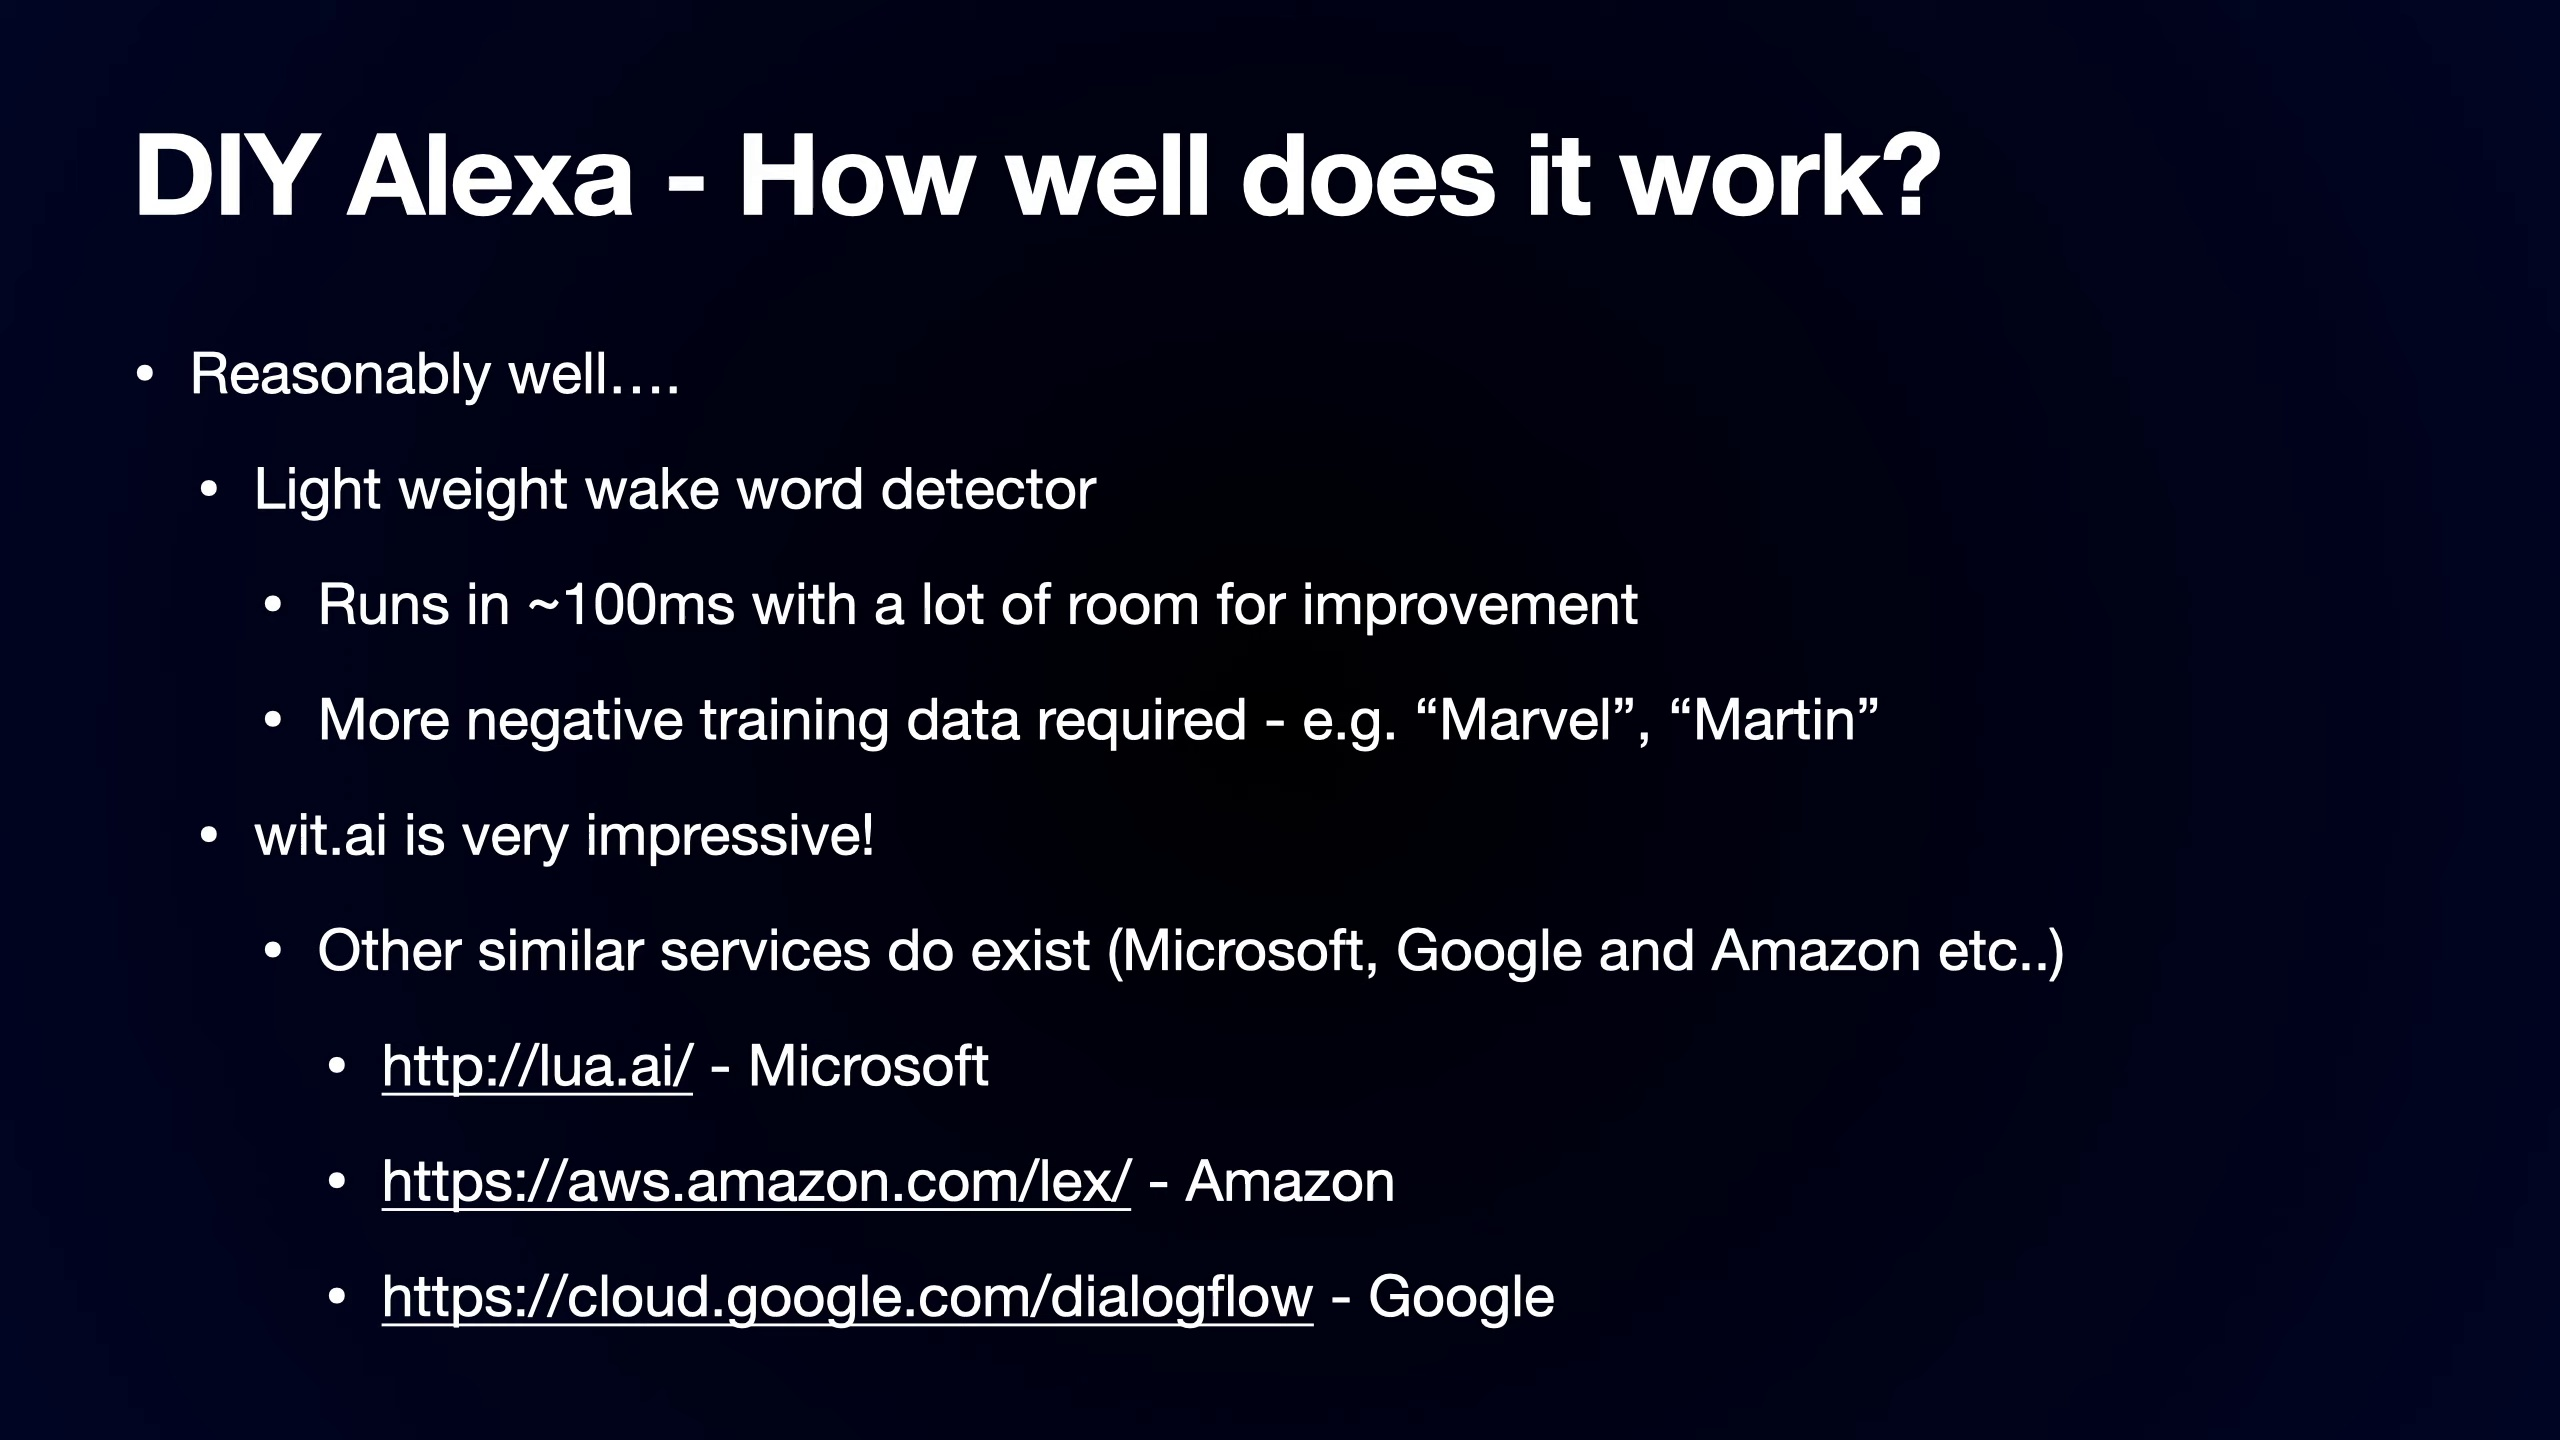 DIY Alexa - How well does it work?
• Reasonably well….
• Light weight wake word detector
• Runs in ~100ms with a lot of room for improvement
• More negative training data required - e.g. “Marvel”, “Martin”
• wit.ai is very impressive!
• Other similar services do exist (Microsoft, Google and Amazon etc..)
• http://lua.ai/ - Microsoft
• https://aws.amazon.com/lex/ - Amazon
• https://cloud.google.com/dialogflow - Google